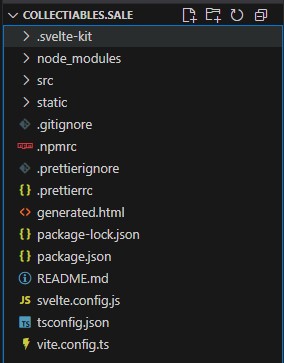 COLLECTIABLES.SALE
.svelte-kit
node_modules
src
static
.gitignore
.npmrc
.prettierignore
.prettierrc
generated.html
package-lock.json
package.json
README.md
JS svelte.config.js
TS tsconfig.json
vite.config.ts